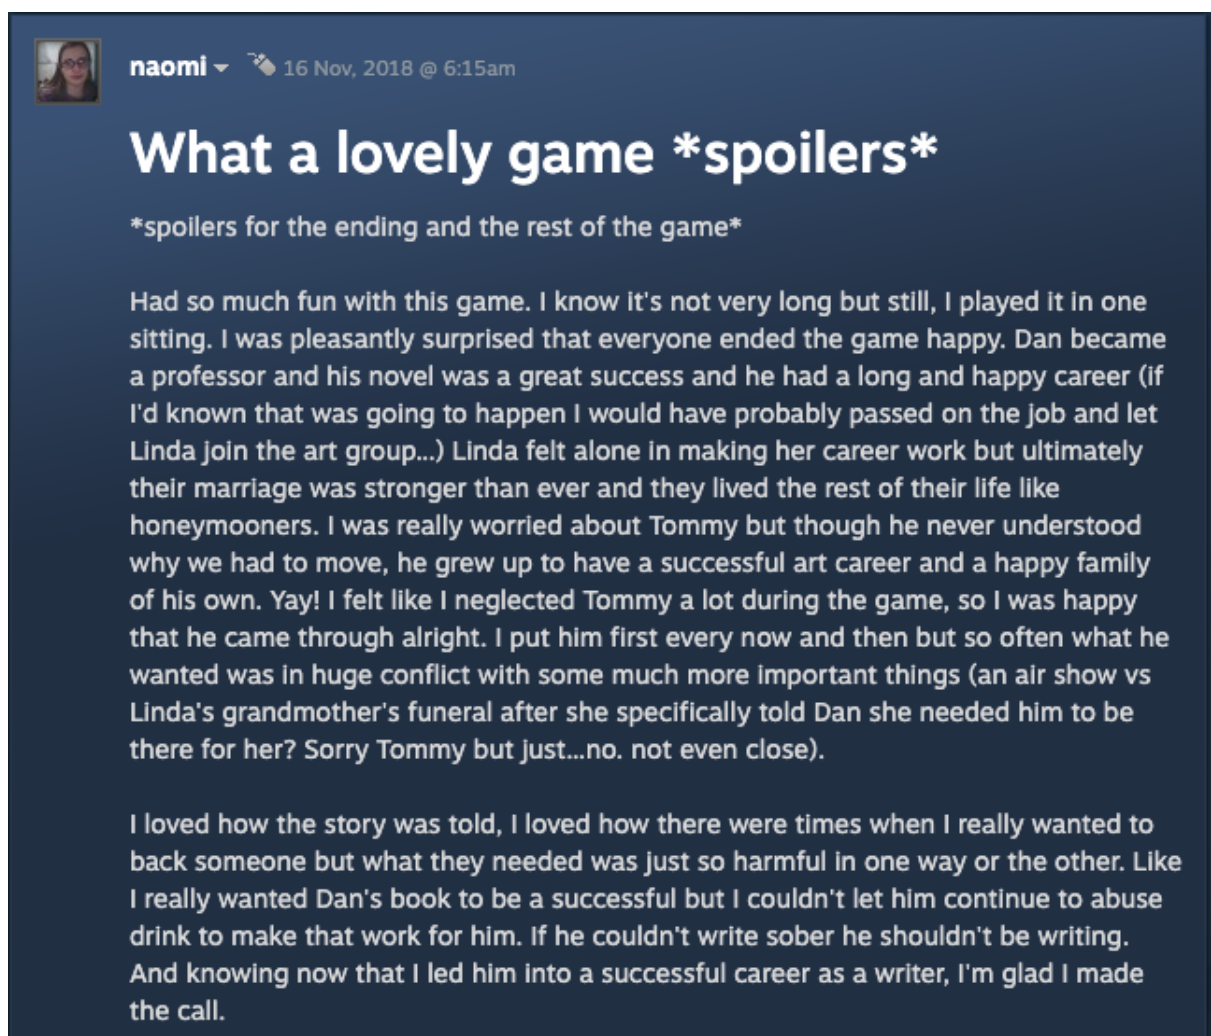 naomi 16 Nov, 2018 @ 6:15am
What a lovely game *spoilers*
*spoilers for the ending and the rest of the game*
Had so much fun with this game. I know it's not very long but still, I played it in one
sitting. I was pleasantly surprised that everyone ended the game happy. Dan became
a professor and his novel was a great success and he had a long and happy career (if
I'd known that was going to happen I would have probably passed on the job and let
Linda join the art group...) Linda felt alone in making her career work but ultimately
their marriage was stronger than ever and they lived the rest of their life like
honeymooners. I was really worried about Tommy but though he never understood
why we had to move, he grew up to have a successful art career and a happy family
of his own. Yay! I felt like I neglected Tommy a lot during the game, so I was happy
that he came through alright. I put him first every now and then but so often what he
wanted was in huge conflict with some much more important things (an air show vs
Linda's grandmother's funeral after she specifically told Dan she needed him to be
there for her? Sorry Tommy but just...no. not even close).
I loved how the story was told, I loved how there were times when I really wanted to
back someone but what they needed was just so harmful in one way or the other. Like
I really wanted Dan's book to be a successful but I couldn't let him continue to abuse
drink to make that work for him. If he couldn't write sober he shouldn't be writing.
And knowing now that I led him into a successful career as a writer, I'm glad I made
the call.